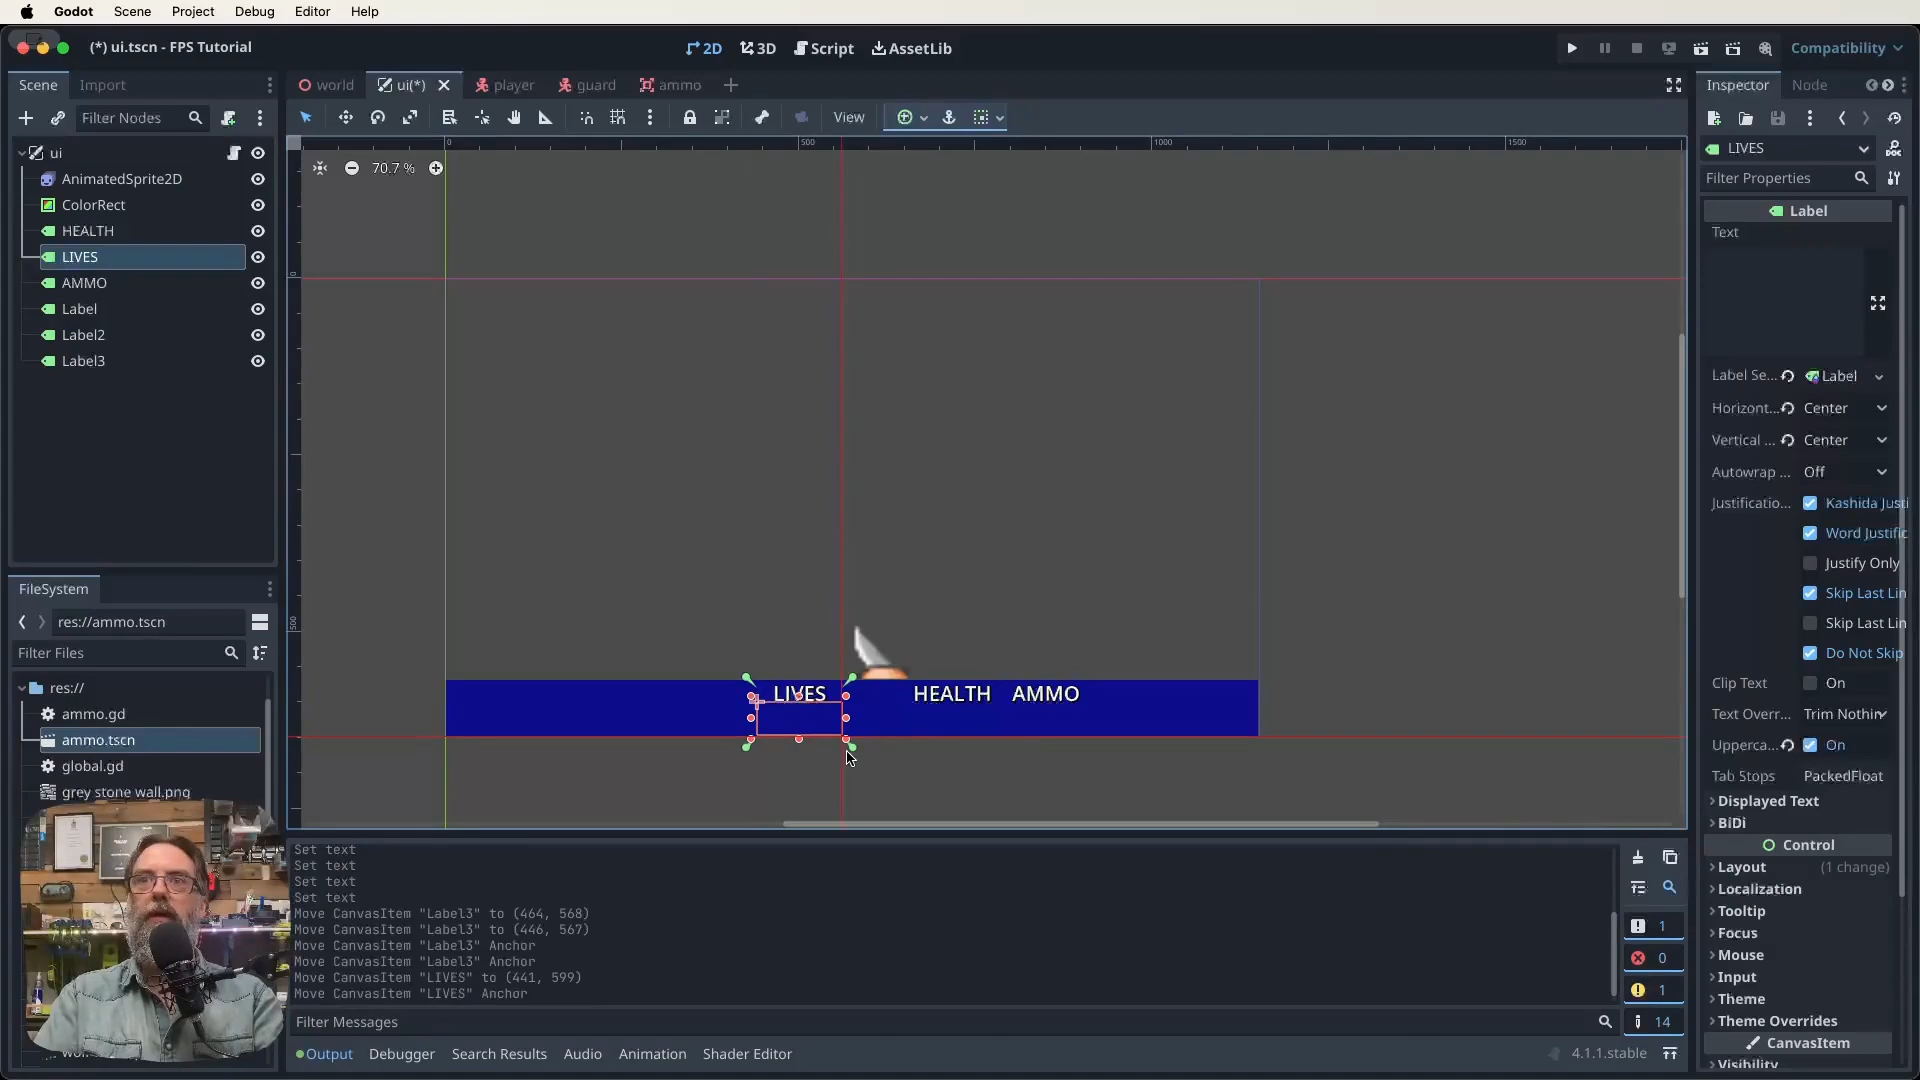 Godot Scene Project Debug Editor Help
(*) ui.tscn - FPS Tutorial
2D 3D Script AssetLib
Compatibility
Scene Import
world ui(*) player guard ammo
Inspector Node
Filter Nodes
View
ui
AnimatedSprite2D
ColorRect
HEALTH
LIVES
AMMO
Label
Label2
Label3
0 500 1000 1500
70.7 %
0
500
LIVES HEALTH AMMO
LIVES
Filter Properties
Label
Text
Label Se... Label
Horizont... Center
Vertical ... Center
Autowrap ... Off
Justificatio... Kashida Justi
Word Justific
Justify Only
Skip Last Lin
Skip Last Lin
Do Not Skip
Clip Text On
Text Overr... Trim Nothin
Upperca... On
Tab Stops PackedFloat
Displayed Text
BiDi
Control
Layout (1 change)
Localization
Tooltip
Focus
Mouse
Input
Theme
Theme Overrides
CanvasItem
Visibility
FileSystem
res://ammo.tscn
Filter Files
res://
ammo.gd
ammo.tscn
global.gd
grey stone wall.png
Set text
Set text
Set text
Set text
Move CanvasItem "Label3" to (464, 568)
Move CanvasItem "Label3" to (446, 567)
Move CanvasItem "Label3" Anchor
Move CanvasItem "Label3" Anchor
Move CanvasItem "LIVES" to (441, 599)
Move CanvasItem "LIVES" Anchor
1
0
1
14
Filter Messages
Output Debugger Search Results Audio Animation Shader Editor
4.1.1.stable